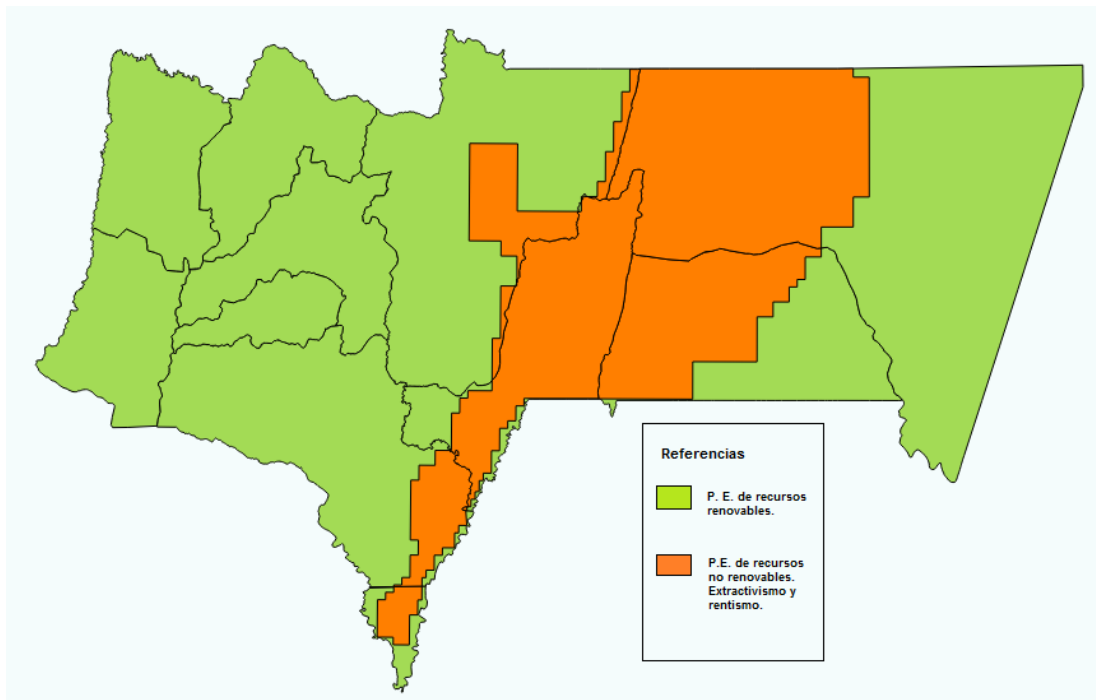 Referencias
P. E. de recursos
renovables.
P.E. de recursos
no renovables.
Extractivismo y
rentismo.